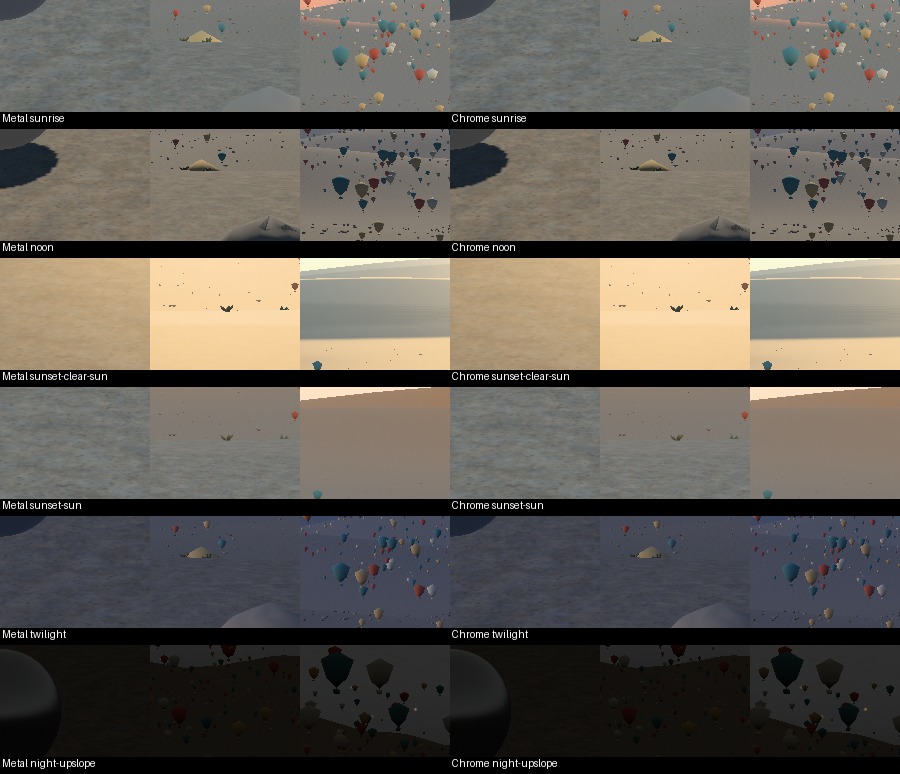 Metal sunrise
Chrome sunrise
Metal noon
Chrome noon
Metal sunset-clear-sun
Chrome sunset-clear-sun
Metal sunset-sun
Chrome sunset-sun
Metal twilight
Chrome twilight
Metal night-upslope
Chrome night-upslope